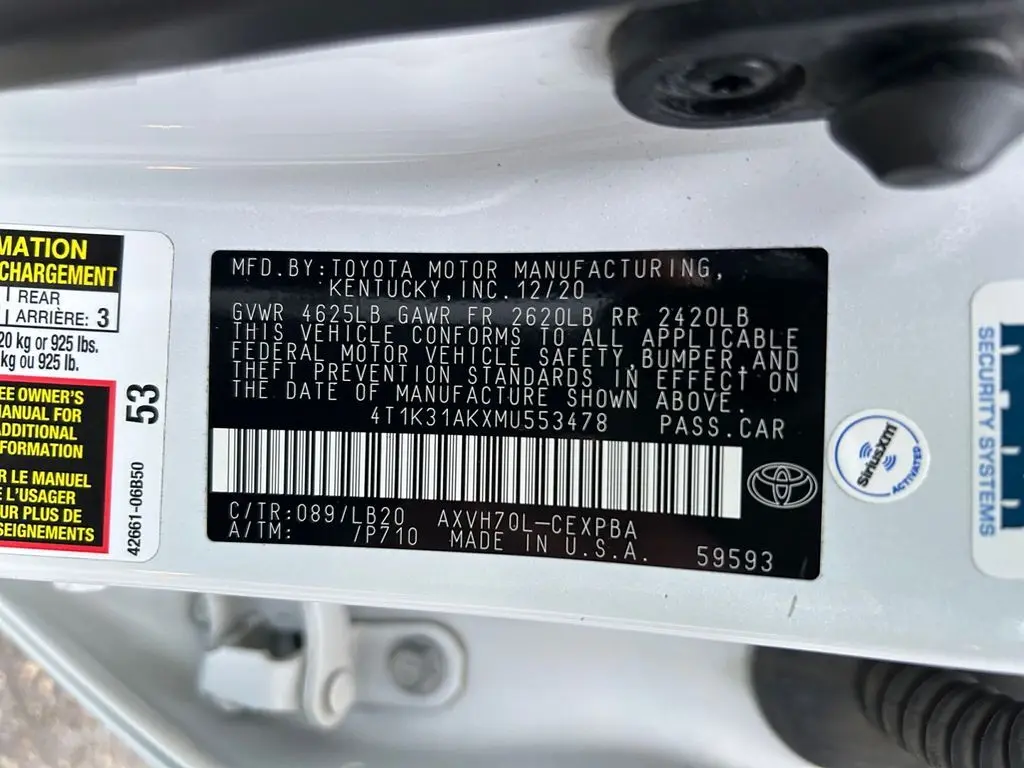 MATION
CHARGEMENT
REAR
ARRIÈRE: 3
20 kg or 925 lbs.
kg ou 925 lb.
EE OWNER'S
MANUAL FOR
ADDITIONAL
FORMATION
R LE MANUEL
L'USAGER
UR PLUS DE
SEIGNEMENTS
53
42661-06B50
MFD.BY:TOYOTA MOTOR MANUFACTURING,
KENTUCKY,INC.12/20
GVWR 4625LB GAWR FR 2620LB RR 2420LB
THIS VEHICLE CONFORMS TO ALL APPLICABLE
FEDERAL MOTOR VEHICLE SAFETY,BUMPER,AND
THEFT PREVENTION STANDARDS IN EFFECT ON
THE DATE OF MANUFACTURE SHOWN ABOVE.
4T1K31AKXMU553478 PASS.CAR
C/TR:089/LB20 AXVH70L-CEXPBA
A/TM: /P710 MADE IN U.S.A. 59593
SiriusXM
ACTIVATED
SECURITY SYSTEMS